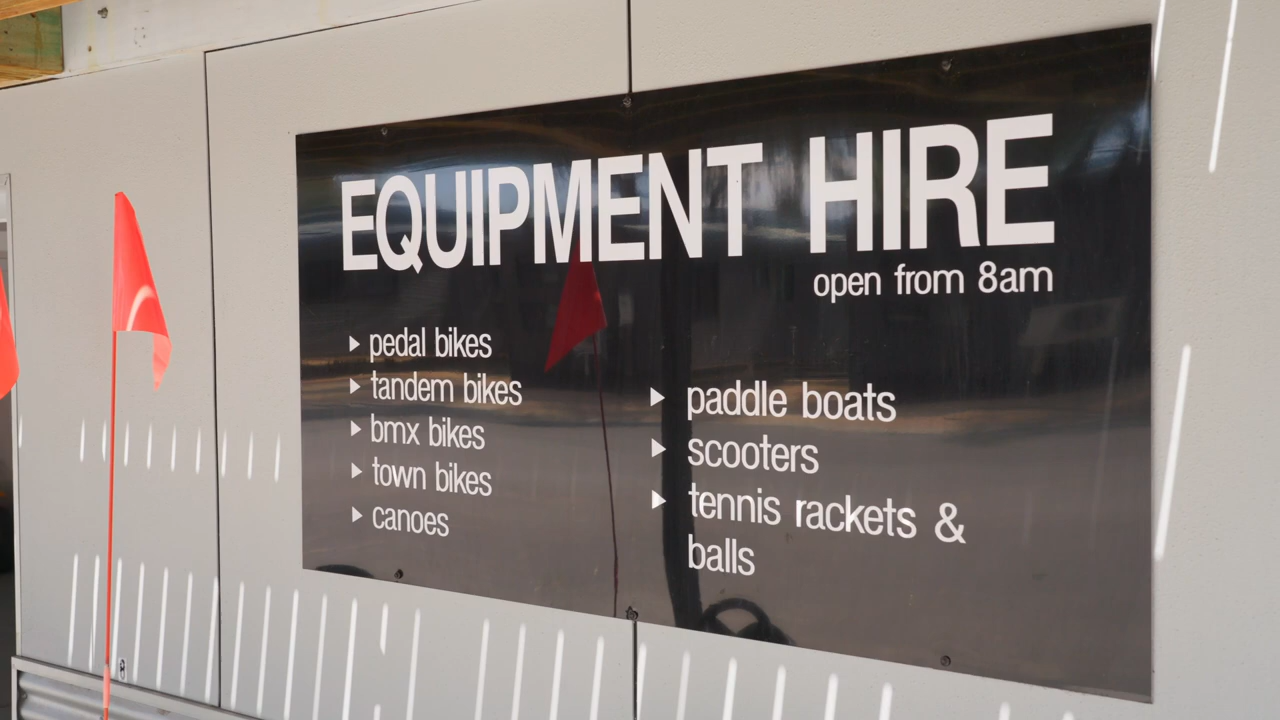 EQUIPMENT HIRE
open from 8am
pedal bikes
tandem bikes
bmx bikes
town bikes
canoes
paddle boats
scooters
tennis rackets &
balls